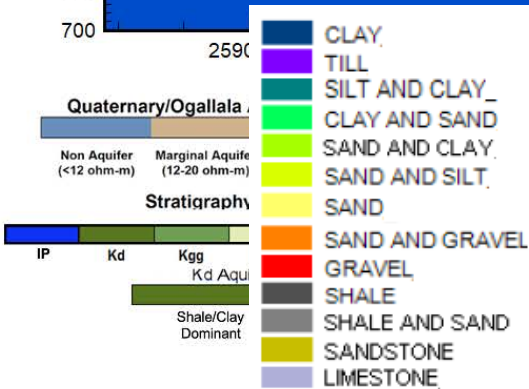 700
2590
Quaternary/Ogallala
Non Aquifer
(<12 ohm-m)
Marginal Aquife
(12-20 ohm-m)
Stratigraphy
IP
Kd
Kgg
Kd Aqui
Shale/Clay
Dominant
CLAY
TILL
SILT AND CLAY_
CLAY AND SAND
SAND AND CLAY
SAND AND SILT
SAND
SAND AND GRAVEL
GRAVEL
SHALE
SHALE AND SAND
SANDSTONE
LIMESTONE